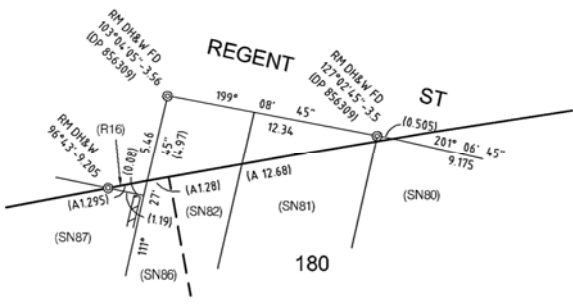 RM DH&W FD
103°04'05"-3.56
(DP 856309)
REGENT
ST
RM DH&W FD
127°02'45"-3.5
(DP 856309)
199° 08' 45"
12.34
(0.505)
201° 06' 45"
9.175
RM DH&W
96°43'-9.205
(R16)
5.46
45"
(4.97)
(0.08)
27'
111°
(A1.295)
(1.19)
(A1.28)
(A 12.68)
(SN87)
(SN86)
(SN82)
(SN81)
(SN80)
180